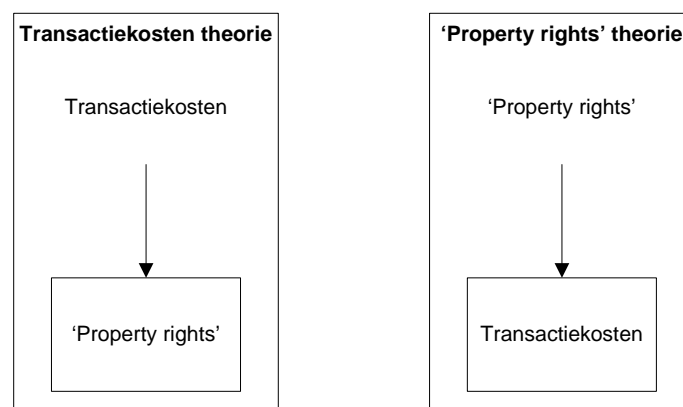 Transactiekosten theorie
Transactiekosten
‘Property rights’
‘Property rights’ theorie
‘Property rights’
Transactiekosten